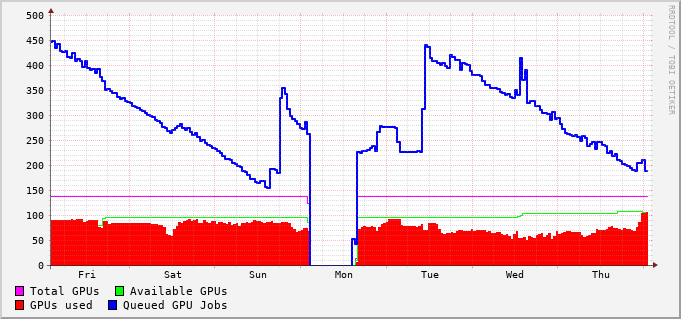 500
450
400
350
300
250
200
150
100
50
0
Fri Sat Sun Mon Tue Wed Thu
Total GPUs Available GPUs
GPUs used Queued GPU Jobs
RRDTOOL / TOBI OETIKER